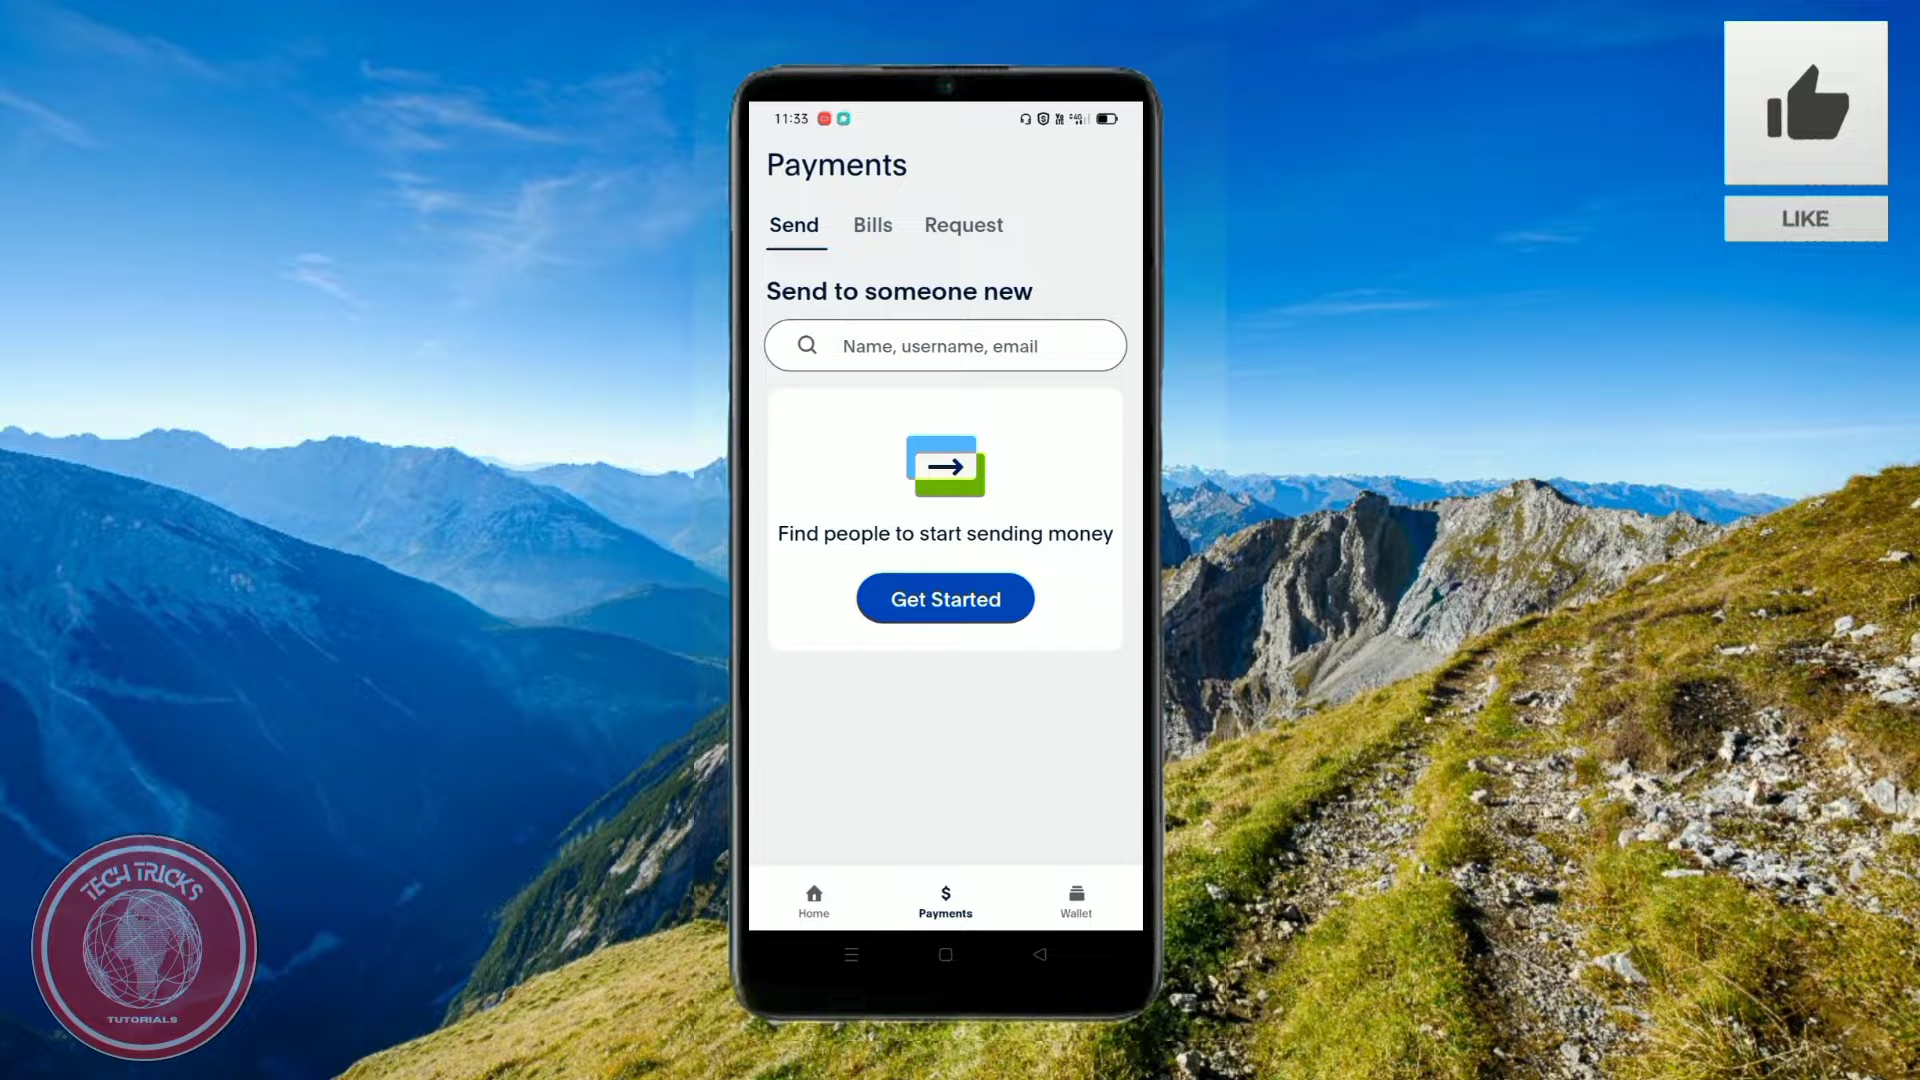 11:33
Payments
Send Bills Request
Send to someone new
Name, username, email
Find people to start sending money
Get Started
Home
$
Payments
Wallet
LIKE
TECH TRICKS
TUTORIALS